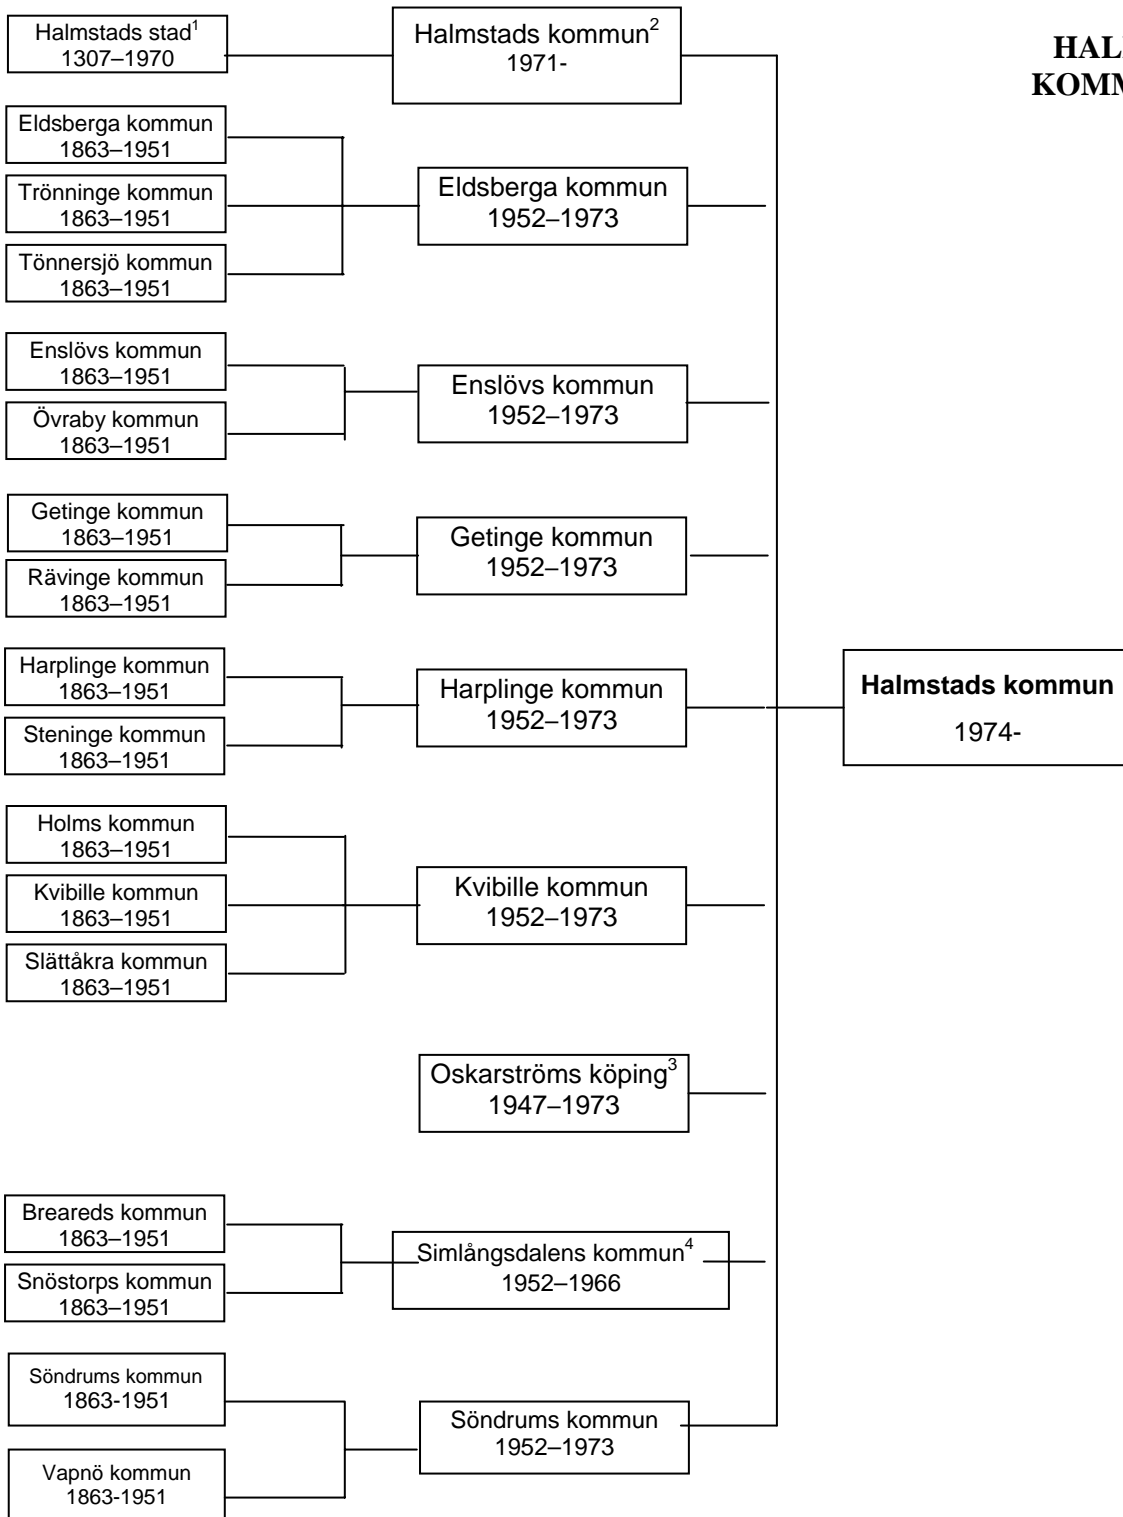 Halmstads stad¹
1307–1970
Halmstads kommun²
1971-
HAL
KOMM
Eldsberga kommun
1863–1951
Trönninge kommun
1863–1951
Tönnersjö kommun
1863–1951
Eldsberga kommun
1952–1973
Enslövs kommun
1863–1951
Övraby kommun
1863–1951
Enslövs kommun
1952–1973
Getinge kommun
1863–1951
Rävinge kommun
1863–1951
Getinge kommun
1952–1973
Harplinge kommun
1863–1951
Steninge kommun
1863–1951
Harplinge kommun
1952–1973
Halmstads kommun
1974-
Holms kommun
1863–1951
Kvibille kommun
1863–1951
Slättåkra kommun
1863–1951
Kvibille kommun
1952–1973
Oskarströms köping³
1947–1973
Breareds kommun
1863–1951
Snöstorps kommun
1863–1951
Simlångsdalens kommun⁴
1952–1966
Söndrums kommun
1863-1951
Vapnö kommun
1863-1951
Söndrums kommun
1952–1973